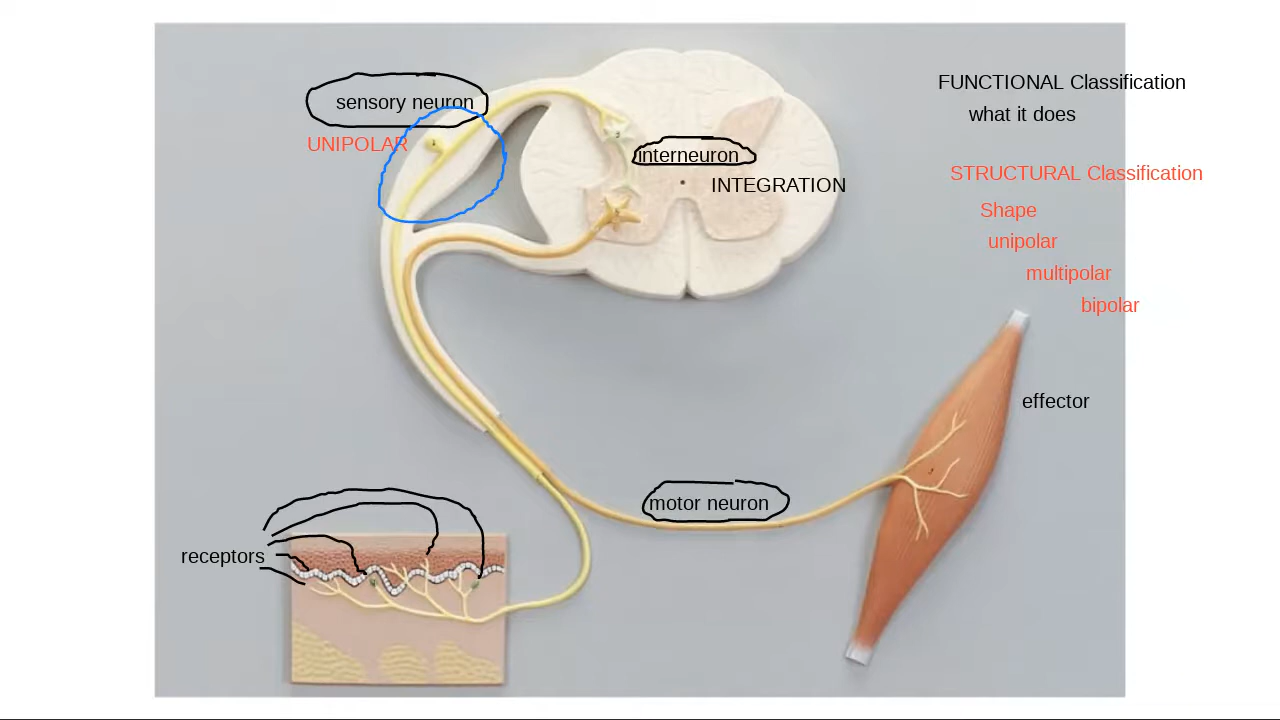 FUNCTIONAL Classification
sensory neuron
what it does
UNIPOLAR
interneuron
STRUCTURAL Classification
INTEGRATION
Shape
unipolar
multipolar
bipolar
effector
motor neuron
receptors